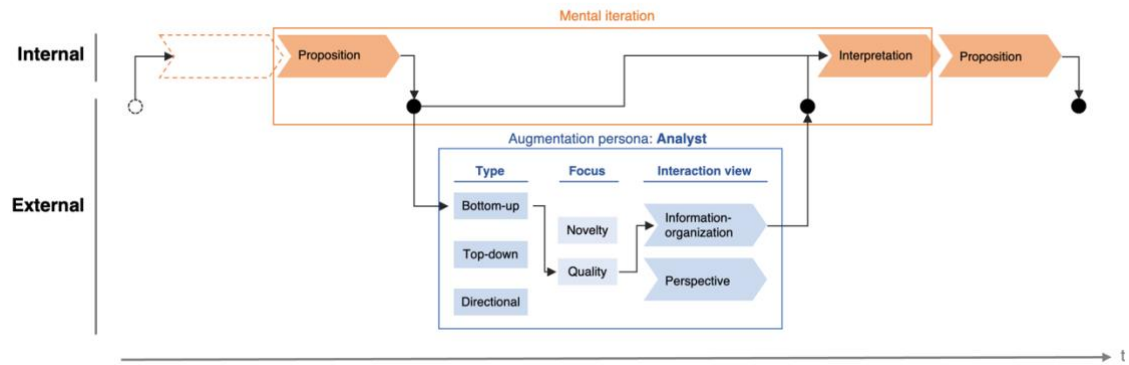 Mental iteration
Internal
Proposition
Interpretation
Proposition
Augmentation persona: Analyst
External
Type
Focus
Interaction view
Bottom-up
Top-down
Directional
Novelty
Quality
Information-
organization
Perspective
t